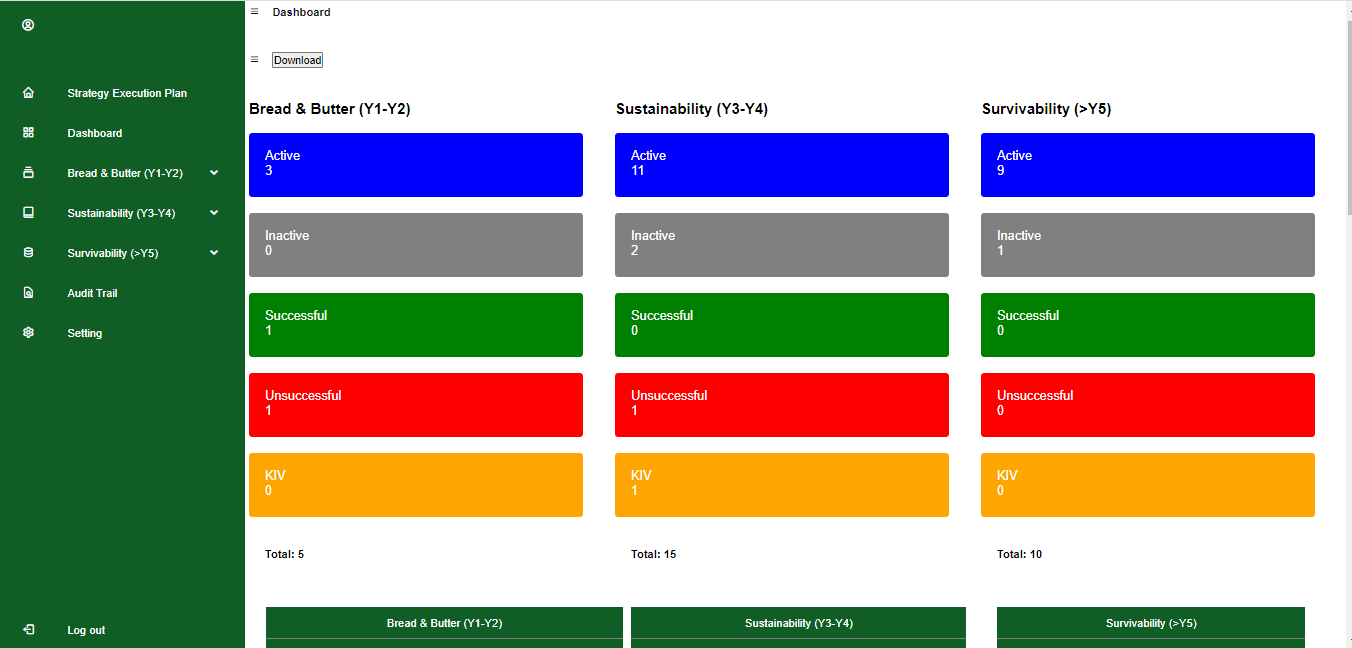 Dashboard
Download
Strategy Execution Plan
Dashboard
Bread & Butter (Y1-Y2)
Sustainability (Y3-Y4)
Survivability (>Y5)
Audit Trail
Setting
Log out
Bread & Butter (Y1-Y2)
Active
3
Inactive
0
Successful
1
Unsuccessful
1
KIV
0
Total: 5
Sustainability (Y3-Y4)
Active
11
Inactive
2
Successful
0
Unsuccessful
1
KIV
1
Total: 15
Survivability (>Y5)
Active
9
Inactive
1
Successful
0
Unsuccessful
0
KIV
0
Total: 10
Bread & Butter (Y1-Y2)
Sustainability (Y3-Y4)
Survivability (>Y5)